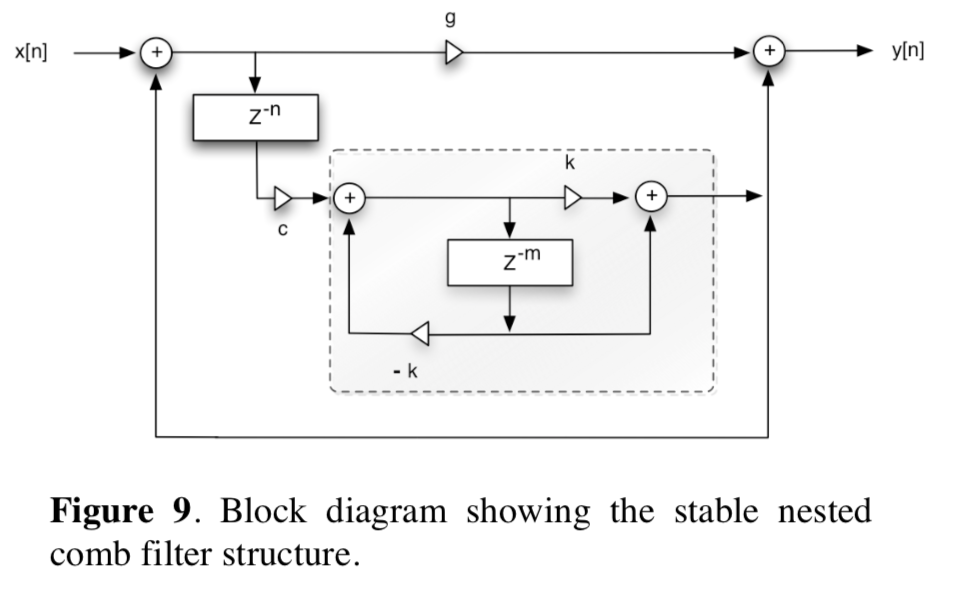 g
x[n]
+
+
y[n]
z⁻ⁿ
k
+
+
c
z⁻ᵐ
- k
Figure 9. Block diagram showing the stable nested
comb filter structure.